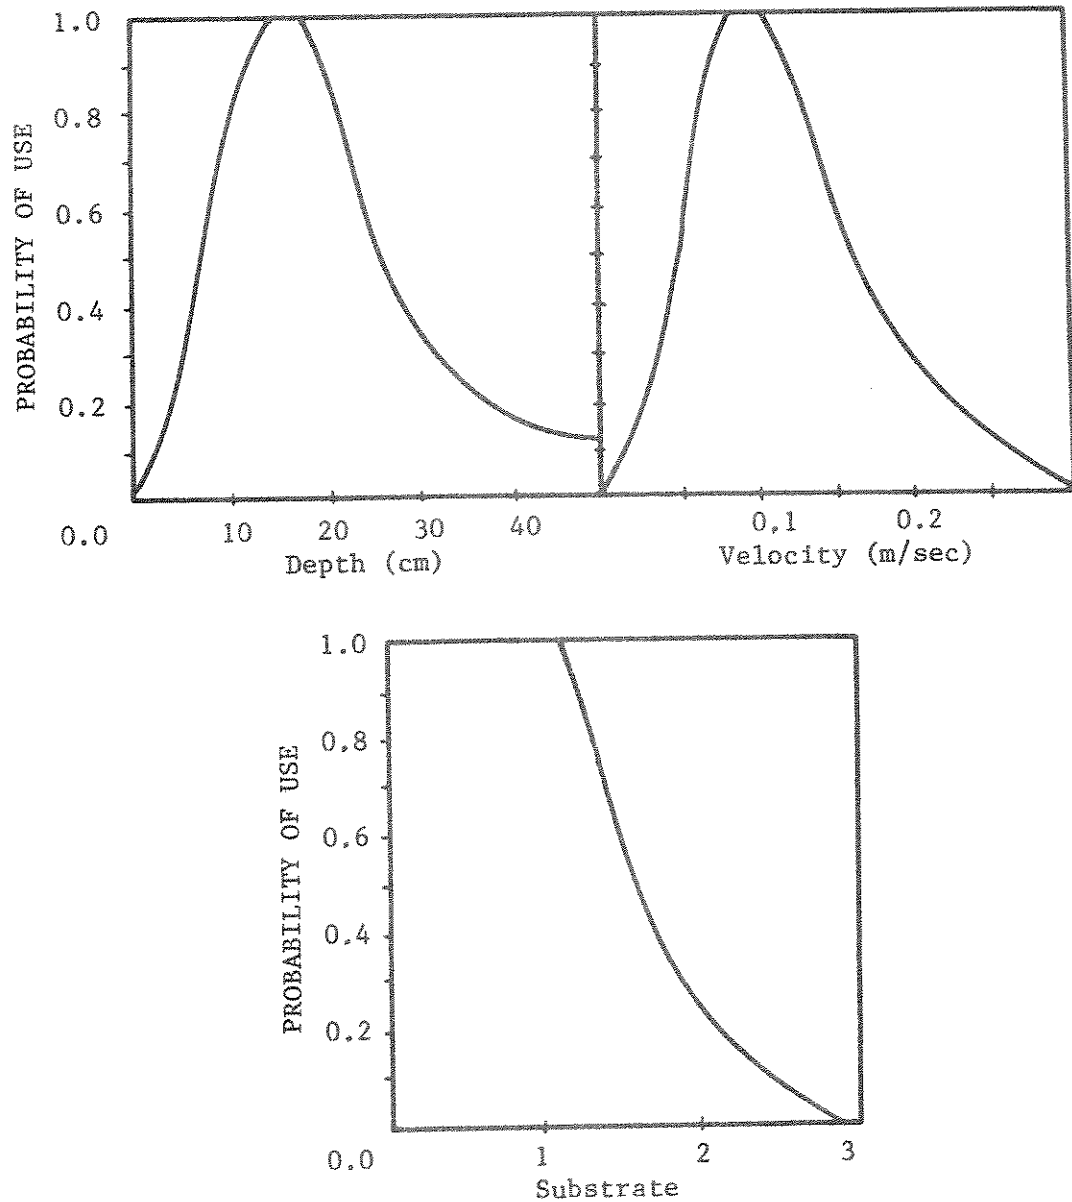 PROBABILITY OF USE
1.0
0.8
0.6
0.4
0.2
0.0
10 20 30 40
Depth (cm)
0.1 0.2
Velocity (m/sec)
PROBABILITY OF USE
1.0
0.8
0.6
0.4
0.2
0.0
1 2 3
Substrate